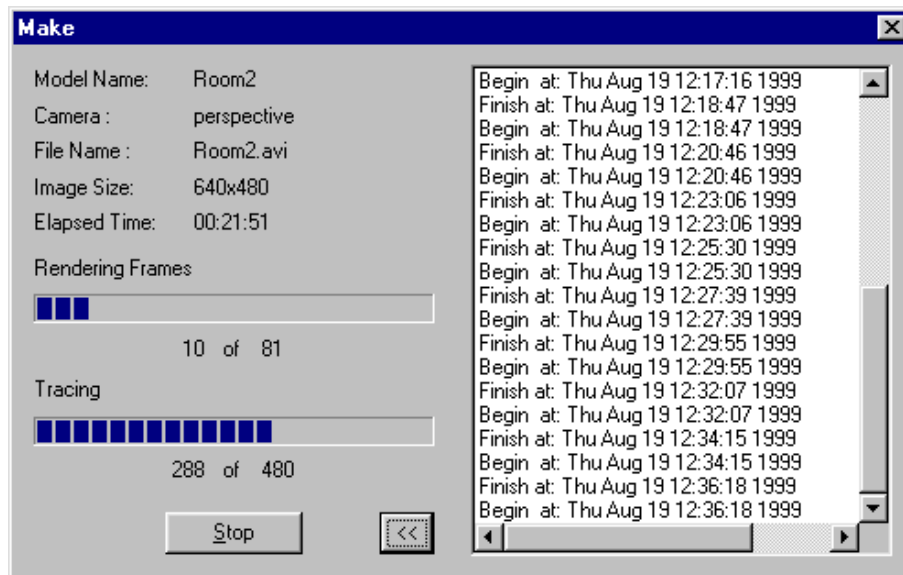 Make
Model Name: Room2
Camera : perspective
File Name : Room2.avi
Image Size: 640x480
Elapsed Time: 00:21:51
Rendering Frames
10 of 81
Tracing
288 of 480
Stop
<<
Begin at: Thu Aug 19 12:17:16 1999
Finish at: Thu Aug 19 12:18:47 1999
Begin at: Thu Aug 19 12:18:47 1999
Finish at: Thu Aug 19 12:20:46 1999
Begin at: Thu Aug 19 12:20:46 1999
Finish at: Thu Aug 19 12:23:06 1999
Begin at: Thu Aug 19 12:23:06 1999
Finish at: Thu Aug 19 12:25:30 1999
Begin at: Thu Aug 19 12:25:30 1999
Finish at: Thu Aug 19 12:27:39 1999
Begin at: Thu Aug 19 12:27:39 1999
Finish at: Thu Aug 19 12:29:55 1999
Begin at: Thu Aug 19 12:29:55 1999
Finish at: Thu Aug 19 12:32:07 1999
Begin at: Thu Aug 19 12:32:07 1999
Finish at: Thu Aug 19 12:34:15 1999
Begin at: Thu Aug 19 12:34:15 1999
Finish at: Thu Aug 19 12:36:18 1999
Begin at: Thu Aug 19 12:36:18 1999